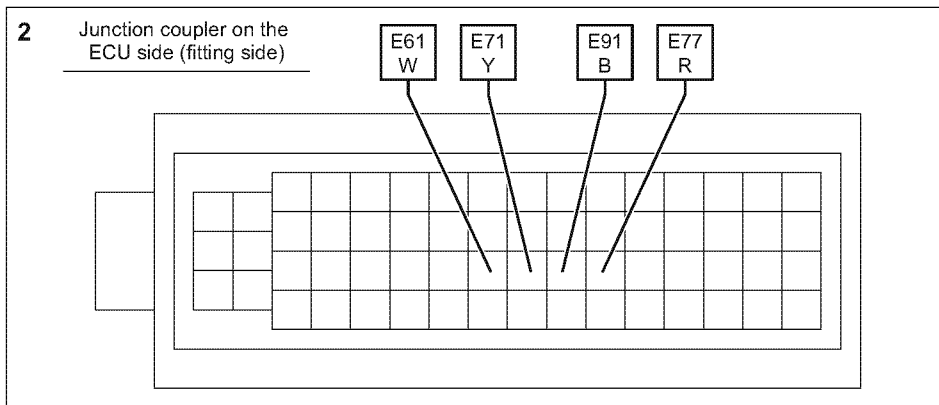 2
Junction coupler on the
ECU side (fitting side)
E61
W
E71
Y
E91
B
E77
R